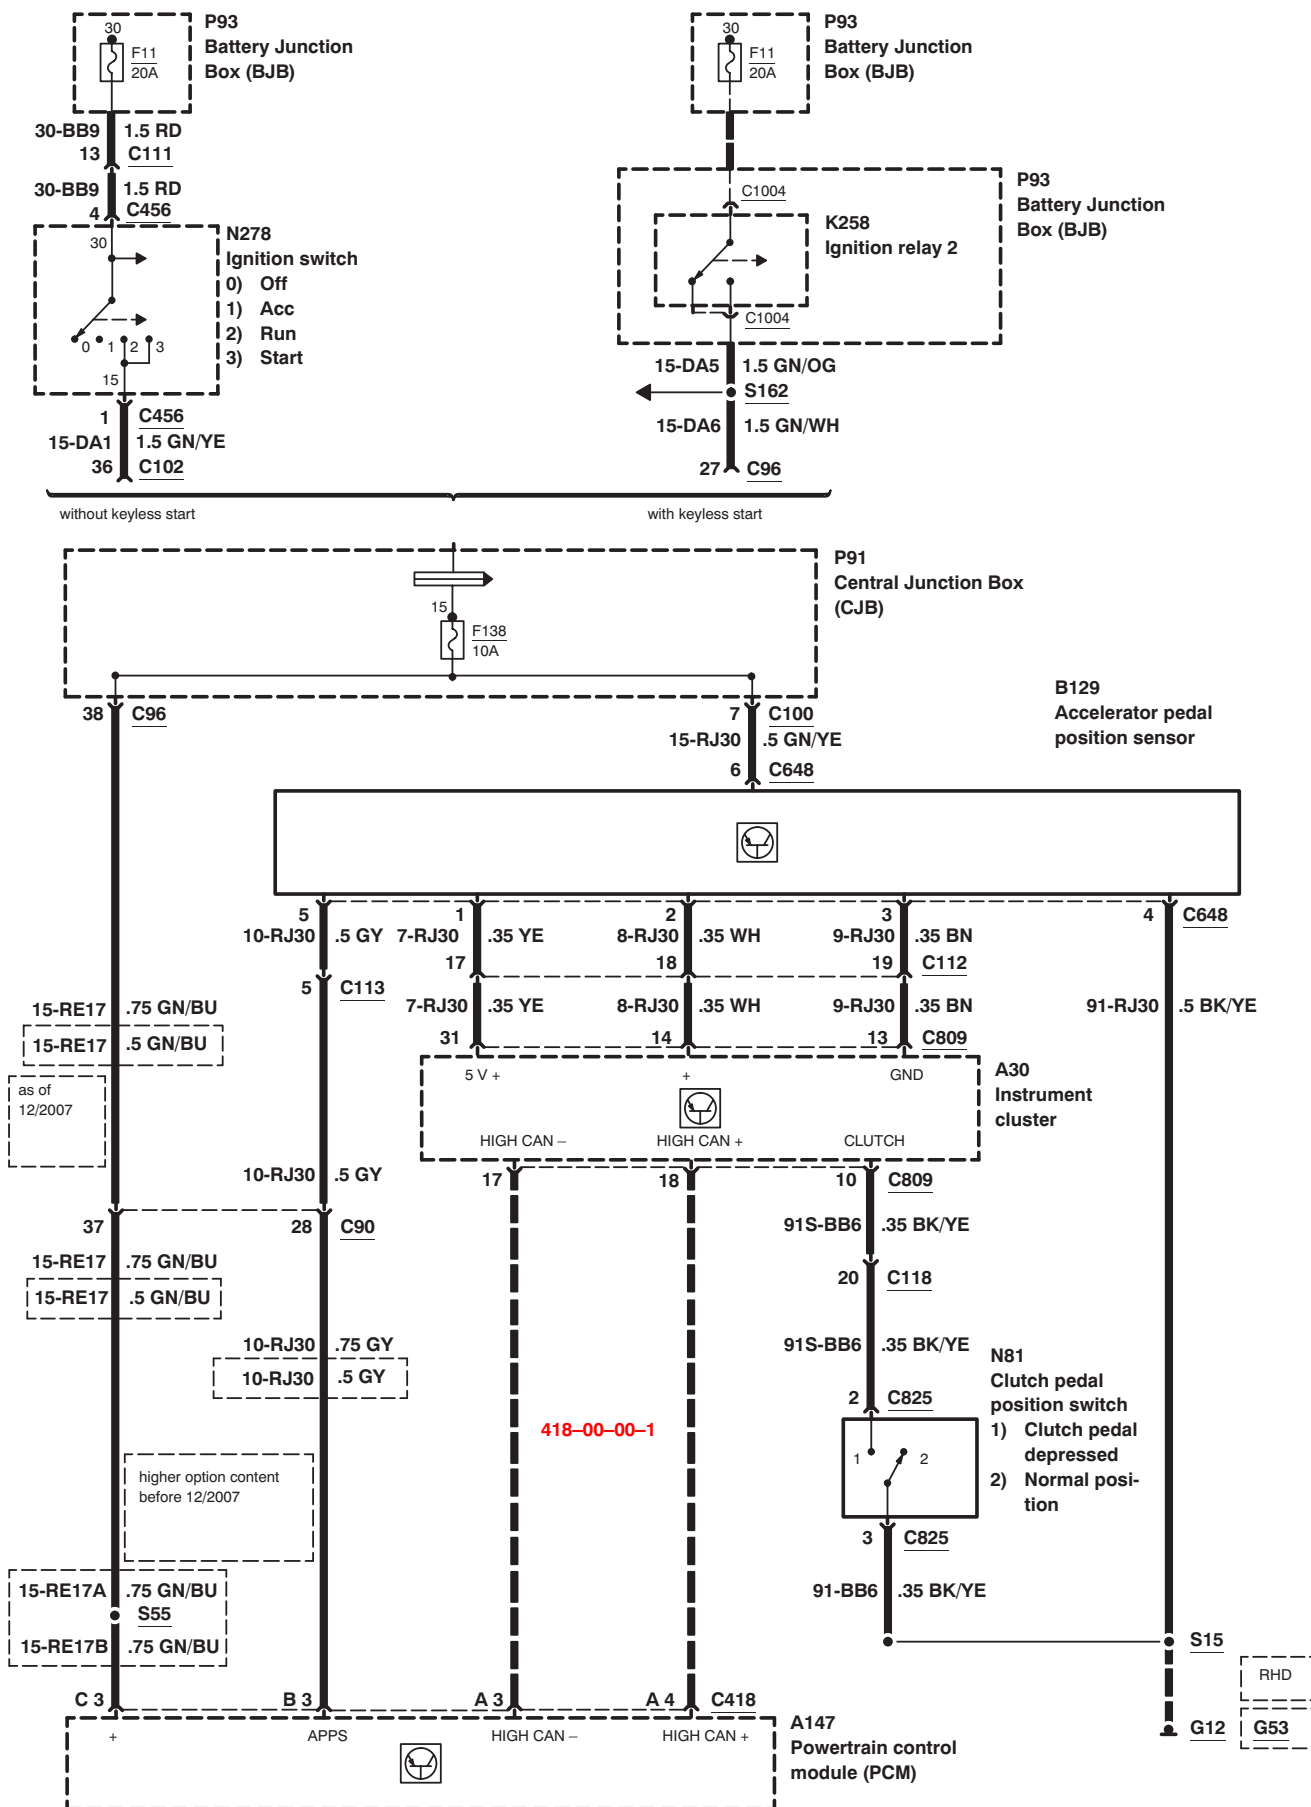 30
F11
20A
P93
Battery Junction
Box (BJB)
30
F11
20A
P93
Battery Junction
Box (BJB)
30-BB9 1.5 RD
13 C111
30-BB9 1.5 RD
4 C456
30
N278
Ignition switch
0) Off
1) Acc
2) Run
3) Start
0 1 2 3
15
1 C456
15-DA1 1.5 GN/YE
36 C102
C1004
K258
Ignition relay 2
P93
Battery Junction
Box (BJB)
C1004
15-DA5 1.5 GN/OG
S162
15-DA6 1.5 GN/WH
27 C96
without keyless start
with keyless start
P91
Central Junction Box
(CJB)
15
F138
10A
38 C96
7 C100
15-RJ30 .5 GN/YE
6 C648
B129
Accelerator pedal
position sensor
5 1 2 3 4 C648
10-RJ30 .5 GY 7-RJ30 .35 YE 8-RJ30 .35 WH 9-RJ30 .35 BN
17 18 19 C112
5 C113
15-RE17 .75 GN/BU
7-RJ30 .35 YE 8-RJ30 .35 WH 9-RJ30 .35 BN
91-RJ30 .5 BK/YE
15-RE17 .5 GN/BU
31 14 13 C809
as of
12/2007
5 V + + GND
A30
Instrument
cluster
HIGH CAN – HIGH CAN + CLUTCH
10-RJ30 .5 GY
17 18 10 C809
37 28 C90
91S-BB6 .35 BK/YE
15-RE17 .75 GN/BU
20 C118
15-RE17 .5 GN/BU
10-RJ30 .75 GY
91S-BB6 .35 BK/YE
10-RJ30 .5 GY
2 C825
N81
Clutch pedal
position switch
1) Clutch pedal
depressed
2) Normal posi-
tion
418–00–00–1
1 2
higher option content
before 12/2007
3 C825
15-RE17A .75 GN/BU
91-BB6 .35 BK/YE
S55
15-RE17B .75 GN/BU
S15
RHD
C 3 B 3 A 3 A 4 C418
G12 G53
+ APPS HIGH CAN – HIGH CAN +
A147
Powertrain control
module (PCM)